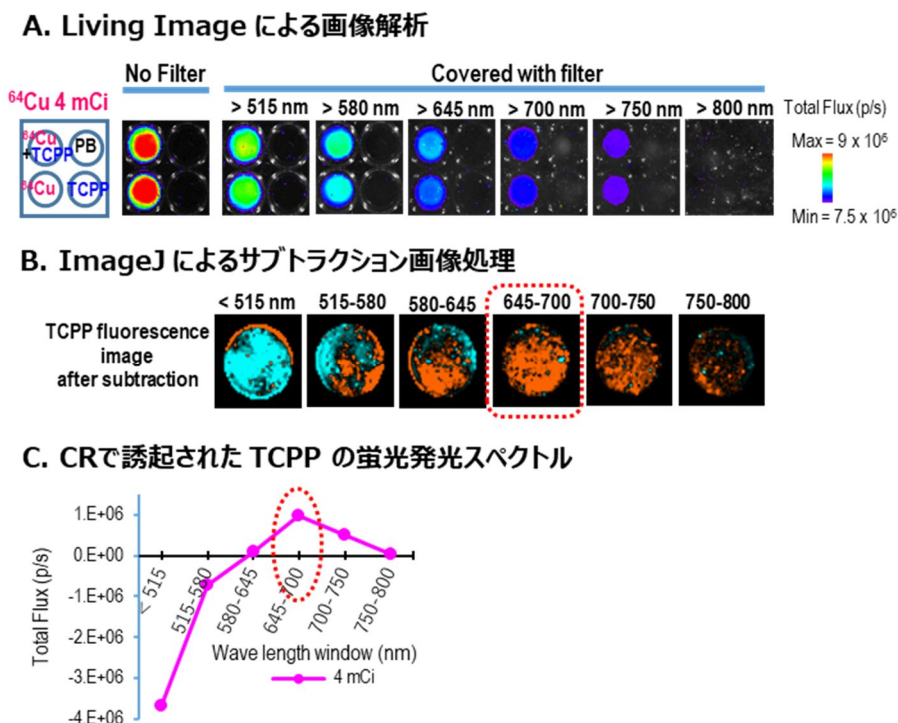 A. Living Image による画像解析
No Filter
Covered with filter
⁶⁴Cu 4 mCi
> 515 nm > 580 nm > 645 nm > 700 nm > 750 nm > 800 nm
Total Flux (p/s)
⁶⁴Cu
+TCPP
PB
Max = 9 x 10⁶
⁶⁴Cu
TCPP
Min = 7.5 x 10⁶
B. ImageJ によるサブトラクション画像処理
< 515 nm 515-580 580-645 645-700 700-750 750-800
TCPP fluorescence
image
after subtraction
C. CRで誘起された TCPP の蛍光発光スペクトル
1.E+06
0.E+00
-1.E+06
-2.E+06
-3.E+06
-4.E+06
Total Flux (p/s)
< 515
515-580
580-645
645-700
700-750
750-800
Wave length window (nm)
4 mCi